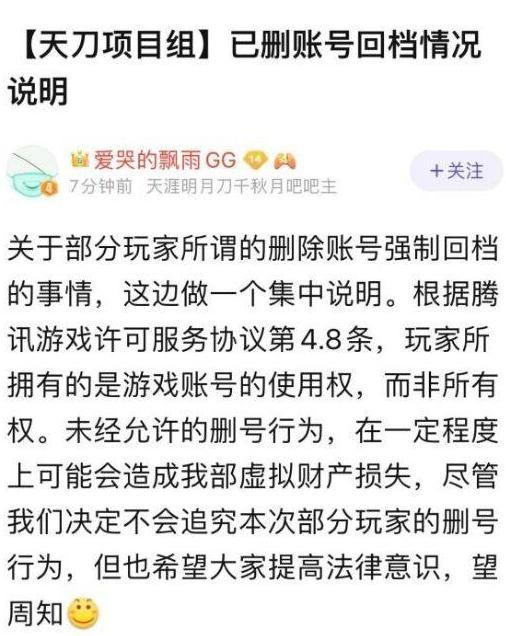 【天刀项目组】已删账号回档情况
说明
爱哭的飘雨GG 14
4
7分钟前 天涯明月刀千秋月吧吧主
+关注
关于部分玩家所谓的删除账号强制回档
的事情，这边做一个集中说明。根据腾
讯游戏许可服务协议第4.8条，玩家所
拥有的是游戏账号的使用权，而非所有
权。未经允许的删号行为，在一定程度
上可能会造成我部虚拟财产损失，尽管
我们决定不会追究本次部分玩家的删号
行为，但也希望大家提高法律意识，望
周知